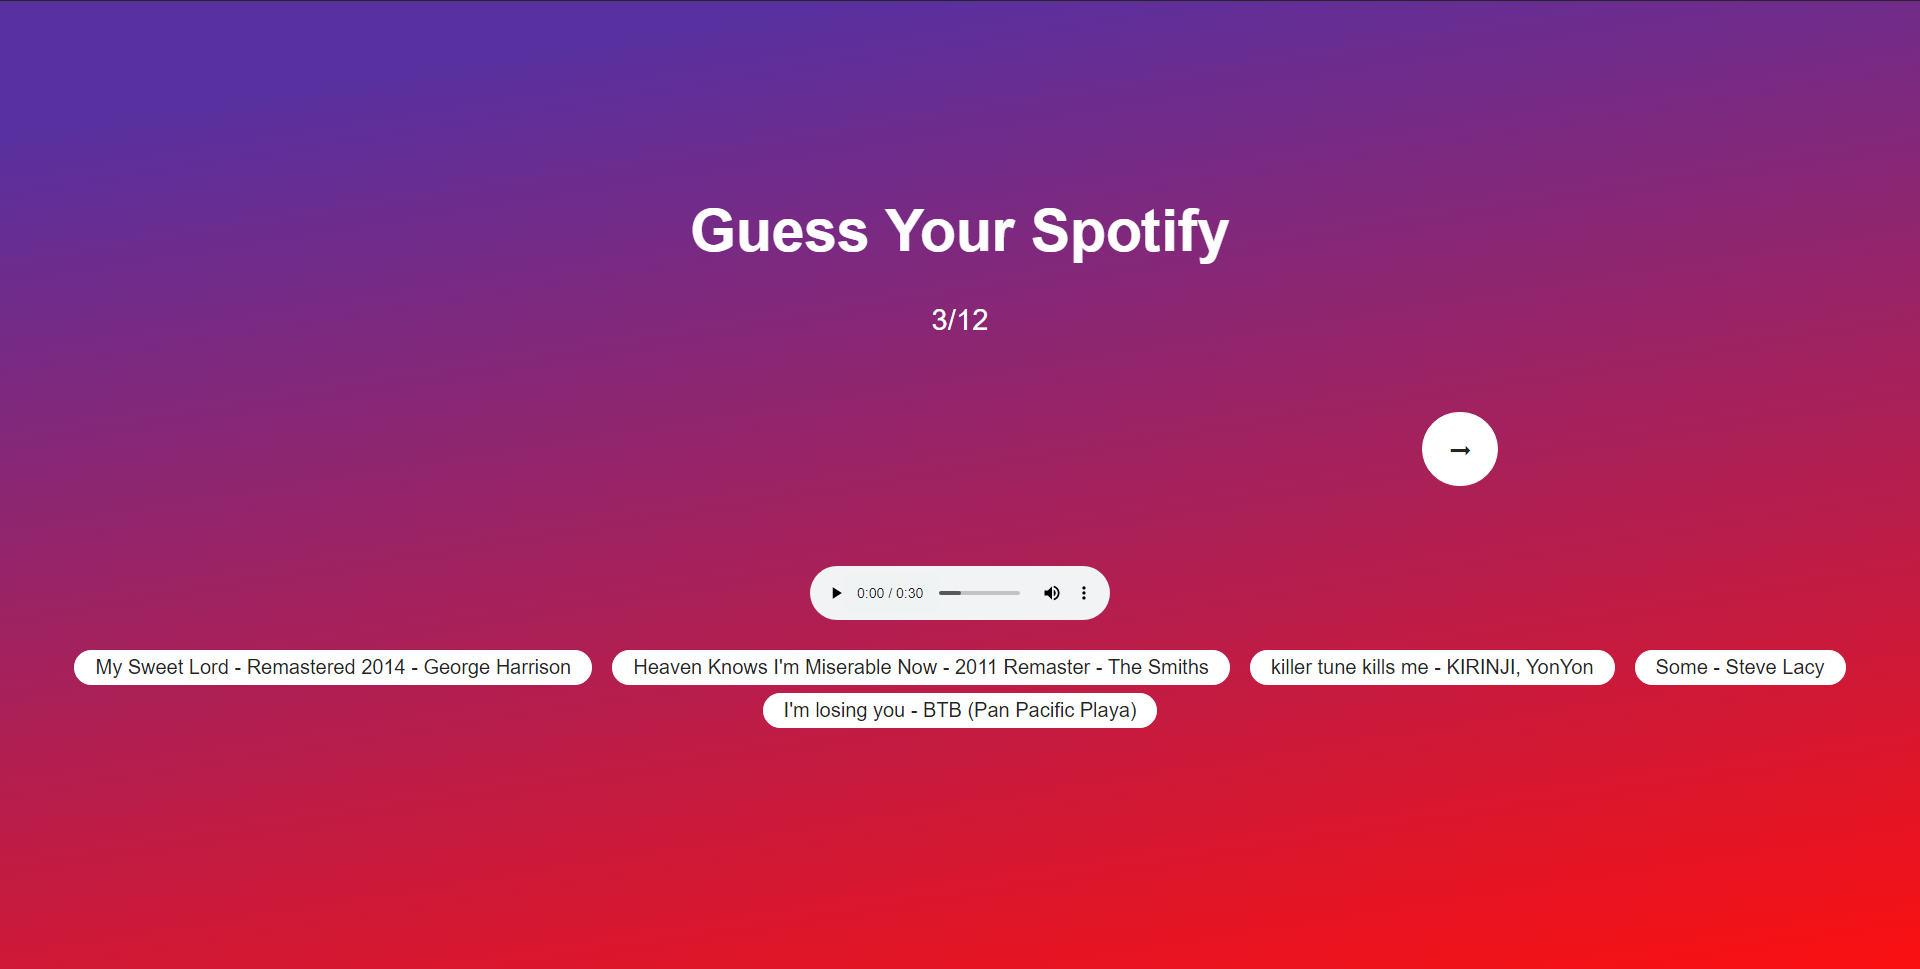 Guess Your Spotify
3/12
→
0:00 / 0:30
My Sweet Lord - Remastered 2014 - George Harrison
Heaven Knows I'm Miserable Now - 2011 Remaster - The Smiths
killer tune kills me - KIRINJI, YonYon
Some - Steve Lacy
I'm losing you - BTB (Pan Pacific Playa)